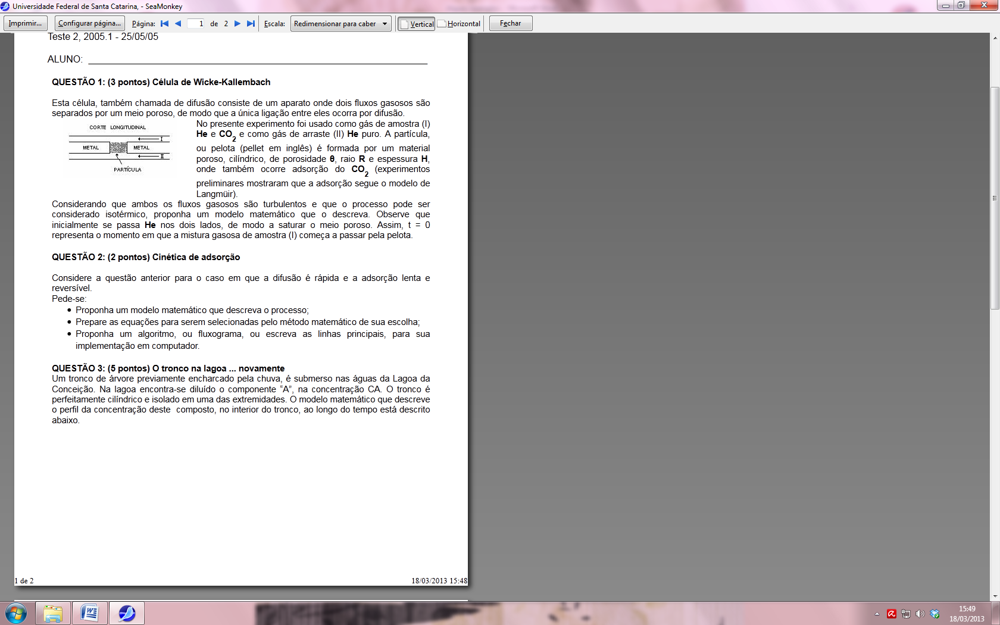 Universidade Federal de Santa Catarina, - SeaMonkey
Imprimir... Configurar página... Página: 1 de 2 Escala: Redimensionar para caber Vertical Horizontal Fechar
Teste 2, 2005.1 - 25/05/05
ALUNO:
QUESTÃO 1: (3 pontos) Célula de Wicke-Kallembach
Esta célula, também chamada de difusão consiste de um aparato onde dois fluxos gasosos são
separados por um meio poroso, de modo que a única ligação entre eles ocorra por difusão.
CORTE LONGITUDINAL
I
METAL METAL
II
PARTÍCULA
No presente experimento foi usado como gás de amostra (I)
He e CO2 e como gás de arraste (II) He puro. A partícula,
ou pelota (pellet em inglês) é formada por um material
poroso, cilíndrico, de porosidade θ, raio R e espessura H,
onde também ocorre adsorção do CO2 (experimentos
preliminares mostraram que a adsorção segue o modelo de
Langmüir).
Considerando que ambos os fluxos gasosos são turbulentos e que o processo pode ser
considerado isotérmico, proponha um modelo matemático que o descreva. Observe que
inicialmente se passa He nos dois lados, de modo a saturar o meio poroso. Assim, t = 0
representa o momento em que a mistura gasosa de amostra (I) começa a passar pela pelota.
QUESTÃO 2: (2 pontos) Cinética de adsorção
Considere a questão anterior para o caso em que a difusão é rápida e a adsorção lenta e
reversível.
Pede-se:
• Proponha um modelo matemático que descreva o processo;
• Prepare as equações para serem selecionadas pelo método matemático de sua escolha;
• Proponha um algoritmo, ou fluxograma, ou escreva as linhas principais, para sua
implementação em computador.
QUESTÃO 3: (5 pontos) O tronco na lagoa ... novamente
Um tronco de árvore previamente encharcado pela chuva, é submerso nas águas da Lagoa da
Conceição. Na lagoa encontra-se diluído o componente “A”, na concentração CA. O tronco é
perfeitamente cilíndrico e isolado em uma das extremidades. O modelo matemático que descreve
o perfil da concentração deste composto, no interior do tronco, ao longo do tempo está descrito
abaixo.
1 de 2 18/03/2013 15:48
15:49
18/03/2013